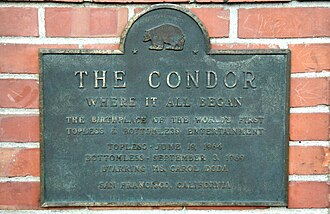 THE CONDOR
WHERE IT ALL BEGAN
THE BIRTHPLACE OF THE WORLD'S FIRST
TOPLESS & BOTTOMLESS ENTERTAINMENT
TOPLESS - JUNE 19, 1964
BOTTOMLESS - SEPTEMBER 3, 1969
STARRING MS. CAROL DODA
SAN FRANCISCO, CALIFORNIA